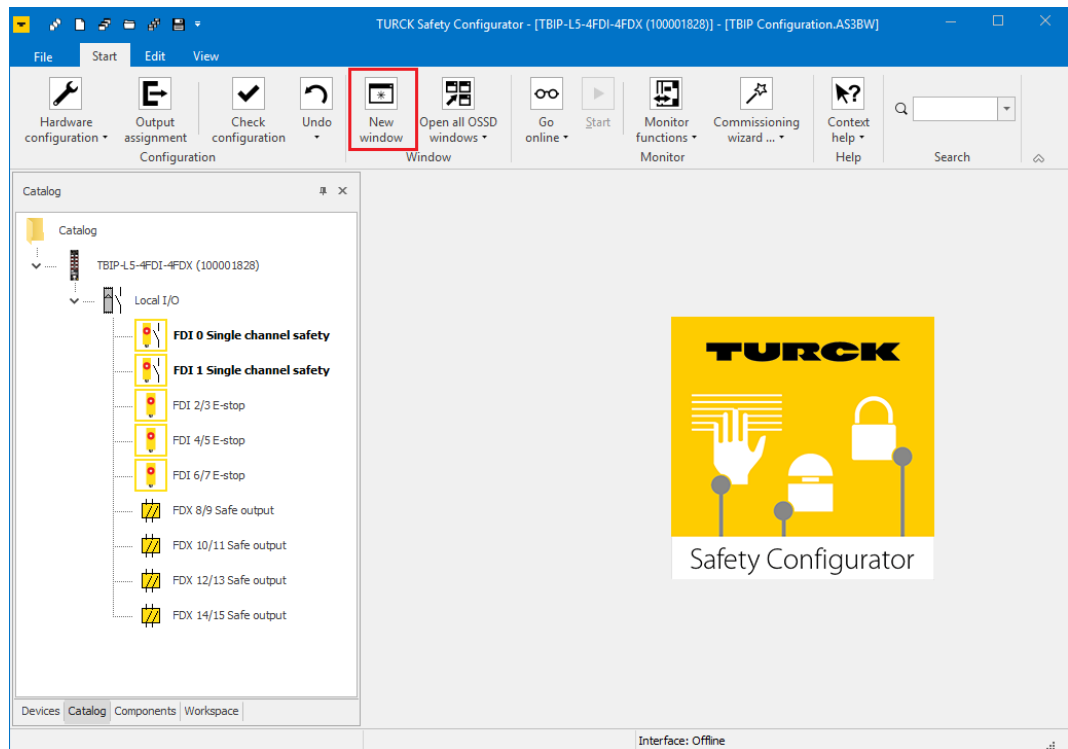 TURCK Safety Configurator - [TBIP-L5-4FDI-4FDX (100001828)] - [TBIP Configuration.AS3BW]
File Start Edit View
Hardware configuration
Output assignment
Check configuration
Undo
New window
Open all OSSD windows
Go online
Start
Monitor functions
Commissioning wizard ...
Context help
Configuration
Window
Monitor
Help
Search
Catalog
Catalog
TBIP-L5-4FDI-4FDX (100001828)
Local I/O
FDI 0 Single channel safety
FDI 1 Single channel safety
FDI 2/3 E-stop
FDI 4/5 E-stop
FDI 6/7 E-stop
FDX 8/9 Safe output
FDX 10/11 Safe output
FDX 12/13 Safe output
FDX 14/15 Safe output
TURCK
Safety Configurator
Devices Catalog Components Workspace
Interface: Offline